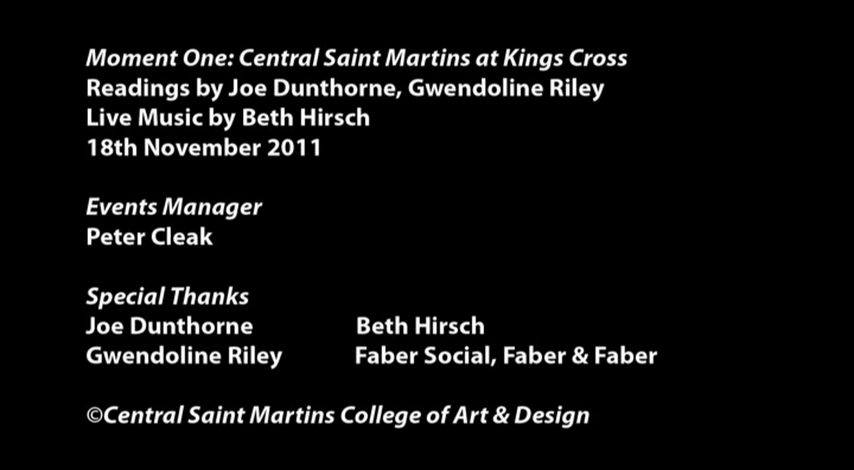 Moment One: Central Saint Martins at Kings Cross
Readings by Joe Dunthorne, Gwendoline Riley
Live Music by Beth Hirsch
18th November 2011
Events Manager
Peter Cleak
Special Thanks
Joe Dunthorne Beth Hirsch
Gwendoline Riley Faber Social, Faber & Faber
©Central Saint Martins College of Art & Design